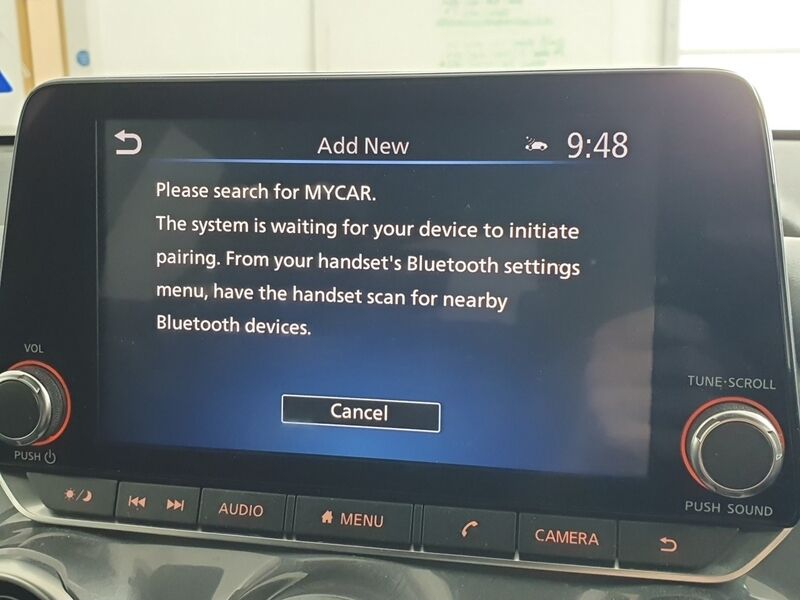 Add New
9:48
Please search for MYCAR.
The system is waiting for your device to initiate
pairing. From your handset's Bluetooth settings
menu, have the handset scan for nearby
Bluetooth devices.
Cancel
VOL
PUSH
TUNE·SCROLL
PUSH SOUND
AUDIO
MENU
CAMERA